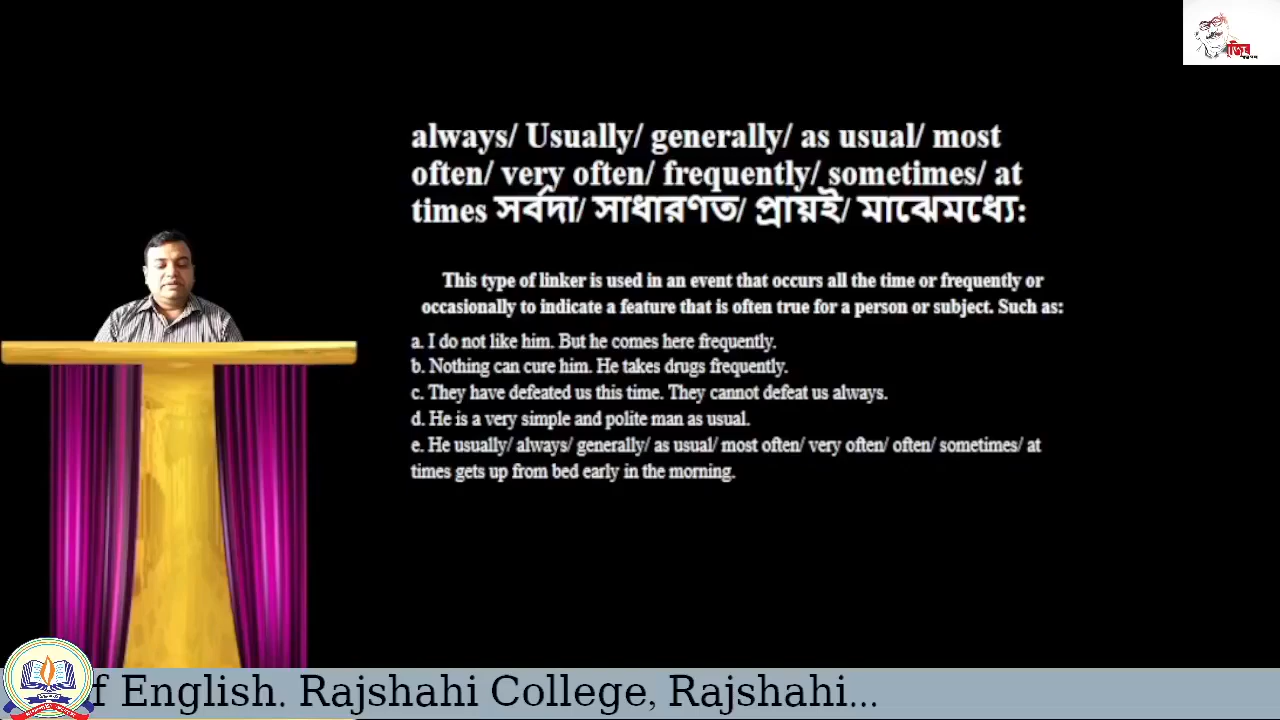 always/ Usually/ generally/ as usual/ most
often/ very often/ frequently/ sometimes/ at
times সর্বদা/ সাধারণত/ প্রায়ই/ মাঝেমধ্যে:
This type of linker is used in an event that occurs all the time or frequently or
occasionally to indicate a feature that is often true for a person or subject. Such as:
a. I do not like him. But he comes here frequently.
b. Nothing can cure him. He takes drugs frequently.
c. They have defeated us this time. They cannot defeat us always.
d. He is a very simple and polite man as usual.
e. He usually/ always/ generally/ as usual/ most often/ very often/ often/ sometimes/ at
times gets up from bed early in the morning.
f English. Rajshahi College, Rajshahi...